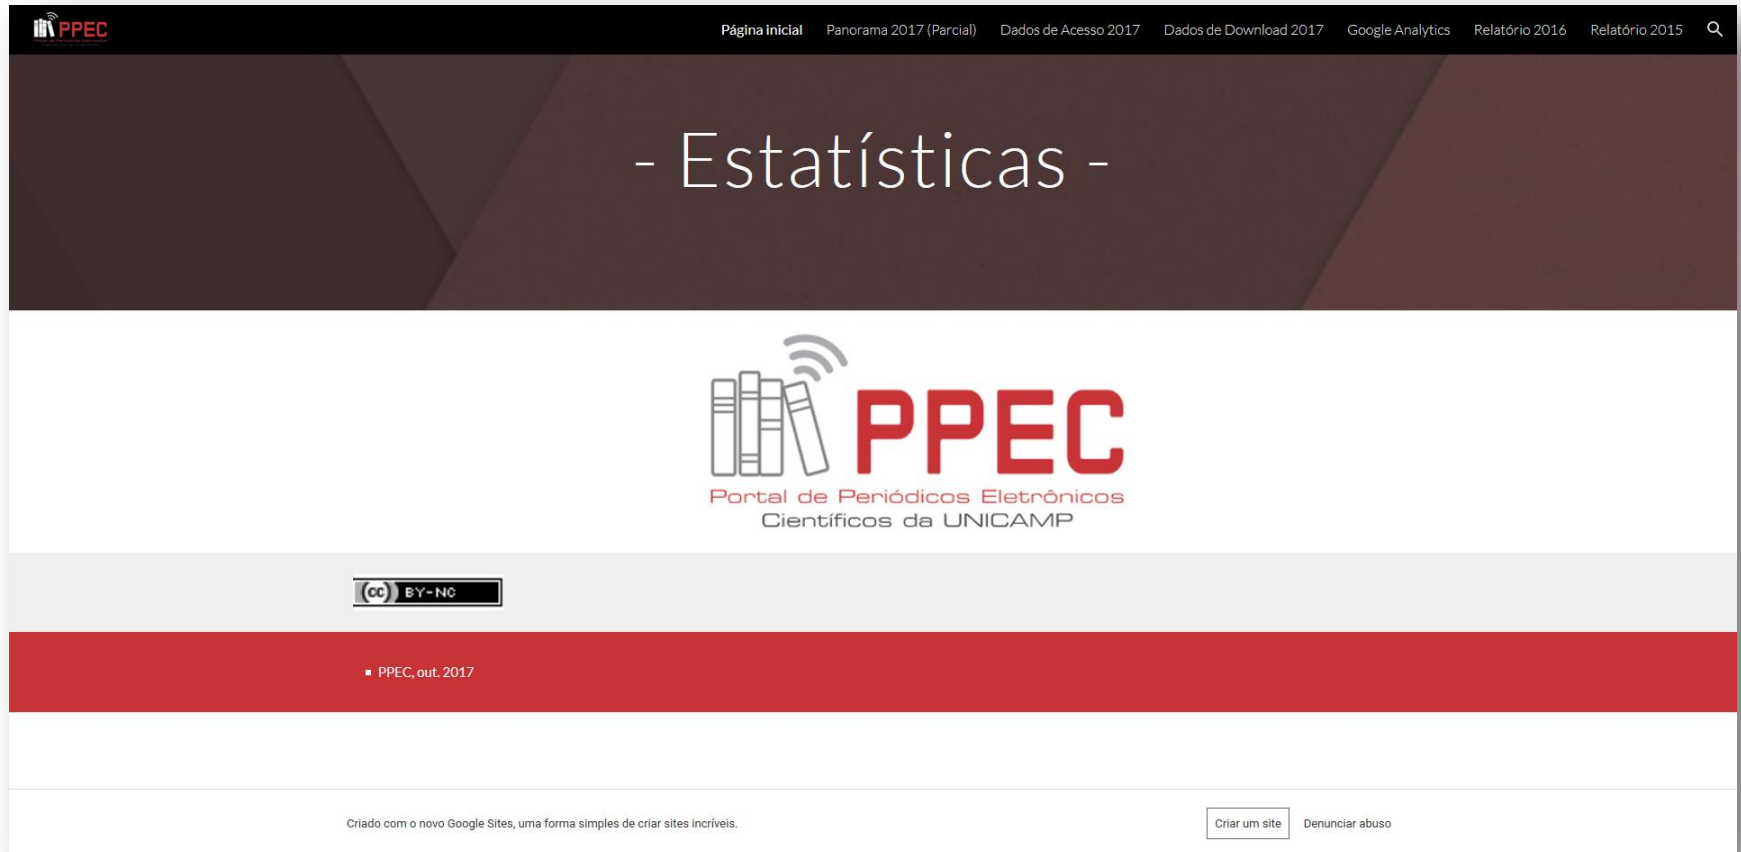 PPEC
Página inicial
Panorama 2017 (Parcial)
Dados de Acesso 2017
Dados de Download 2017
Google Analytics
Relatório 2016
Relatório 2015
- Estatísticas -
PPEC
Portal de Periódicos Eletrônicos
Científicos da UNICAMP
(cc) BY-NC
PPEC, out. 2017
Criado com o novo Google Sites, uma forma simples de criar sites incríveis.
Criar um site
Denunciar abuso